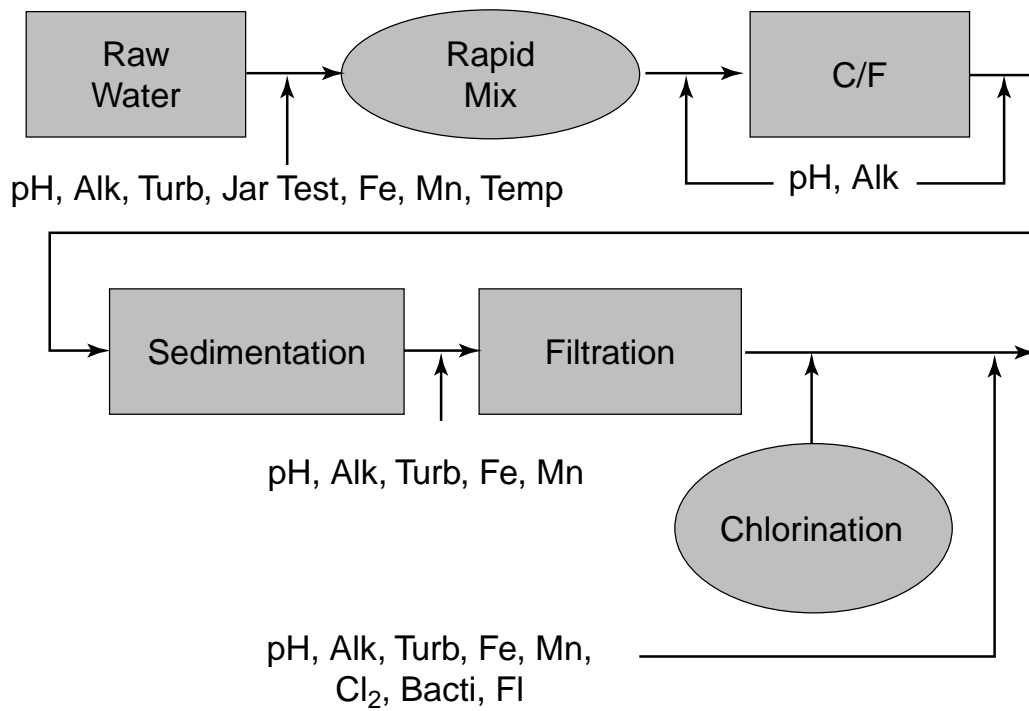 Raw
Water
Rapid
Mix
C/F
pH, Alk, Turb, Jar Test, Fe, Mn, Temp
pH, Alk
Sedimentation
Filtration
pH, Alk, Turb, Fe, Mn
Chlorination
pH, Alk, Turb, Fe, Mn,
Cl₂, Bacti, Fl